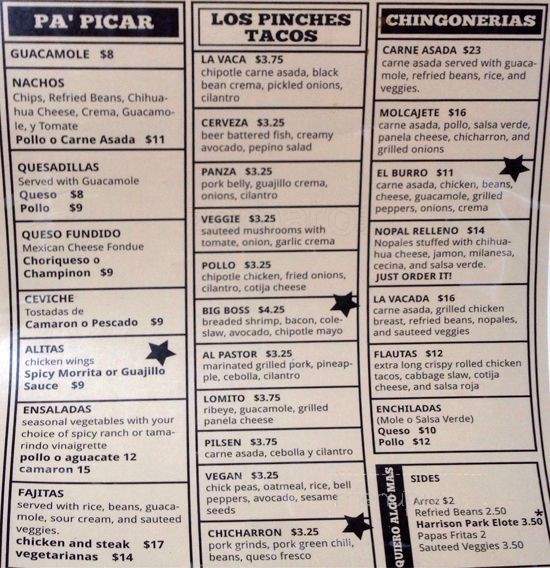 PA' PICAR
GUACAMOLE $8
NACHOS
Chips, Refried Beans, Chihua-
hua Cheese, Crema, Guacamo-
le, y Tomate
Pollo o Carne Asada $11
QUESADILLAS
Served with Guacamole
Queso $8
Pollo $9
QUESO FUNDIDO
Mexican Cheese Fondue
Choriqueso o
Champinon $9
CEVICHE
Tostadas de
Camaron o Pescado $9
ALITAS
chicken wings
Spicy Morrita or Guajillo
Sauce $9
ENSALADAS
seasonal vegetables with your
choice of spicy ranch or tama-
rindo vinaigrette
pollo o aguacate 12
camaron 15
FAJITAS
served with rice, beans, guaca-
mole, sour cream, and sauteed
veggies.
chicken and steak $17
vegetarianas $14
LOS PINCHES
TACOS
LA VACA $3.75
chipotle carne asada, black
bean crema, pickled onions,
cilantro
CERVEZA $3.25
beer battered fish, creamy
avocado, pepino salad
PANZA $3.25
pork belly, guajillo crema,
onions, cilantro
VEGGIE $3.25
sauteed mushrooms with
tomate, onion, garlic crema
POLLO $3.25
chipotle chicken, fried onions,
cilantro, cotija cheese
BIG BOSS $4.25
breaded shrimp, bacon, cole-
slaw, avocado, chipotle mayo
AL PASTOR $3.25
marinated grilled pork, pineap-
ple, cebolla, cilantro
LOMITO $3.75
ribeye, guacamole, grilled
panela cheese
PILSEN $3.75
carne asada, cebolla y cilantro
VEGAN $3.25
chick peas, oatmeal, rice, bell
peppers, avocado, sesame
seeds
CHICHARRON $3.25
pork grinds, pork green chili,
beans, queso fresco
CHINGONERIAS
CARNE ASADA $23
carne asada served with guaca-
mole, refried beans, rice, and
veggies.
MOLCAJETE $16
carne asada, pollo, salsa verde,
panela cheese, chicharron, and
grilled onions
EL BURRO $11
carne asada, chicken, beans,
cheese, guacamole, grilled
peppers, onions, crema
NOPAL RELLENO $14
Nopales stuffed with chihua-
hua cheese, jamon, milanesa,
cecina, and salsa verde.
JUST ORDER IT!
LA VACADA $16
carne asada, grilled chicken
breast, refried beans, nopales,
and sauteed veggies
FLAUTAS $12
extra long crispy rolled chicken
tacos, cabbage slaw, cotija
cheese, and salsa roja
ENCHILADAS
(Mole o Salsa Verde)
Queso $10
Pollo $12
QUIERO ALGO MAS
SIDES
Arroz $2
Refried Beans 2.50
Harrison Park Elote 3.50 *
Papas Fritas 2
Sauteed Veggies 3.50